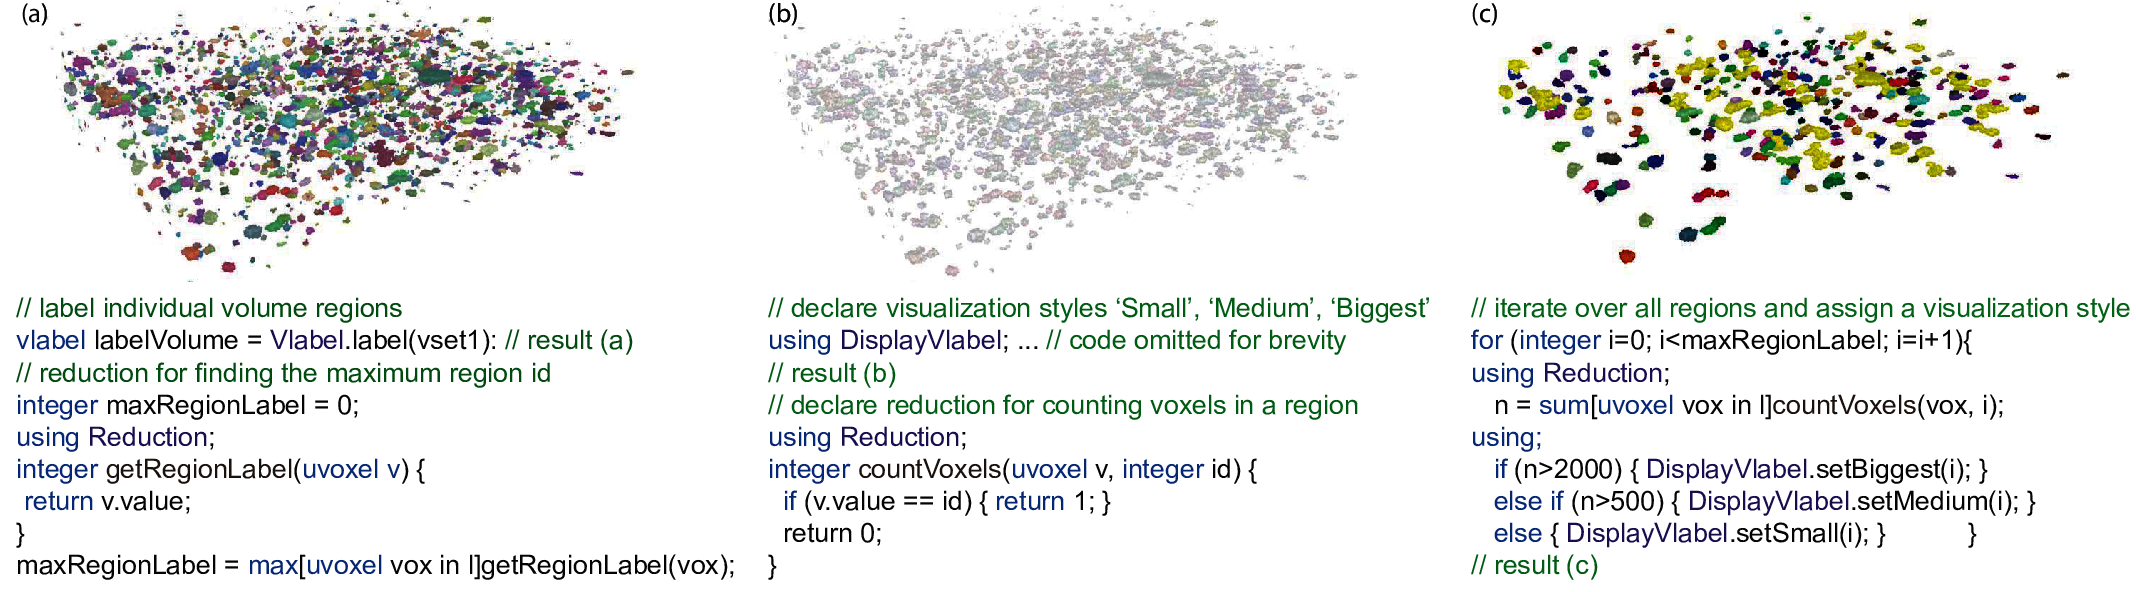 (a)
// label individual volume regions
vlabel labelVolume = Vlabel.label(vset1): // result (a)
// reduction for finding the maximum region id
integer maxRegionLabel = 0;
using Reduction;
integer getRegionLabel(uvoxel v) {
return v.value;
}
maxRegionLabel = max[uvoxel vox in l]getRegionLabel(vox);
(b)
// declare visualization styles ‘Small’, ‘Medium’, ‘Biggest’
using DisplayVlabel; ... // code omitted for brevity
// result (b)
// declare reduction for counting voxels in a region
using Reduction;
integer countVoxels(uvoxel v, integer id) {
if (v.value == id) { return 1; }
return 0;
}
(c)
// iterate over all regions and assign a visualization style
for (integer i=0; i<maxRegionLabel; i=i+1){
using Reduction;
n = sum[uvoxel vox in l]countVoxels(vox, i);
using;
if (n>2000) { DisplayVlabel.setBiggest(i); }
else if (n>500) { DisplayVlabel.setMedium(i); }
else { DisplayVlabel.setSmall(i); } }
// result (c)